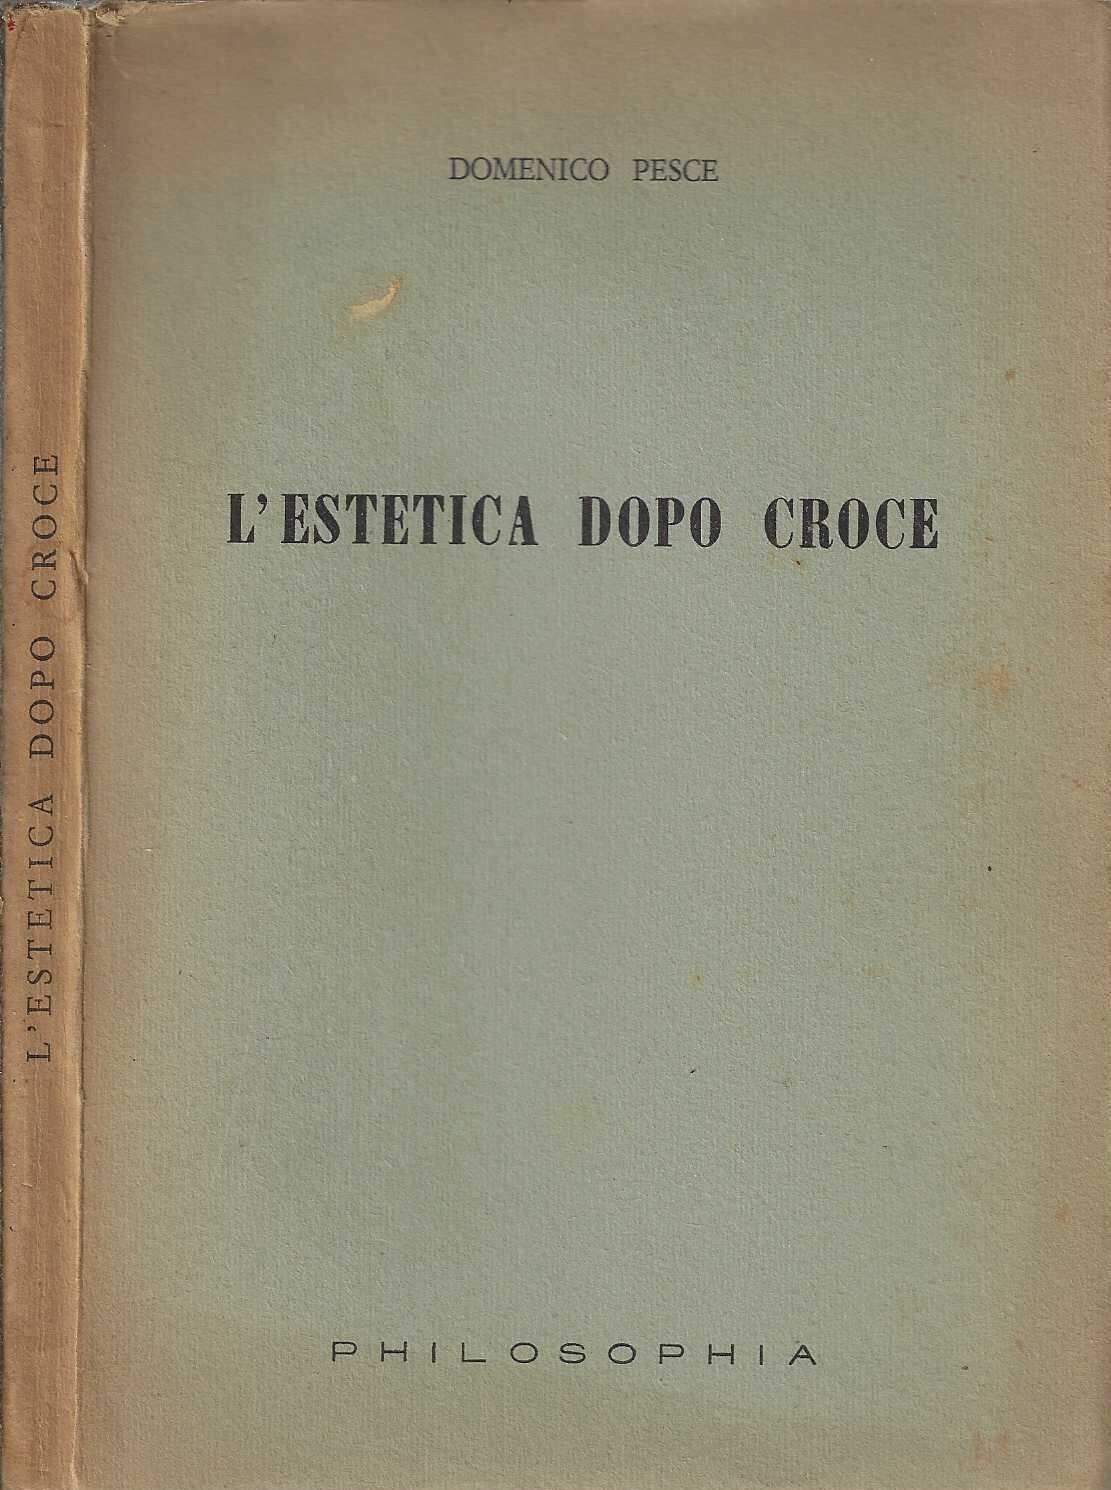 DOMENICO PESCE
L'ESTETICA DOPO CROCE
PHILOSOPHIA
L'ESTETICA DOPO CROCE